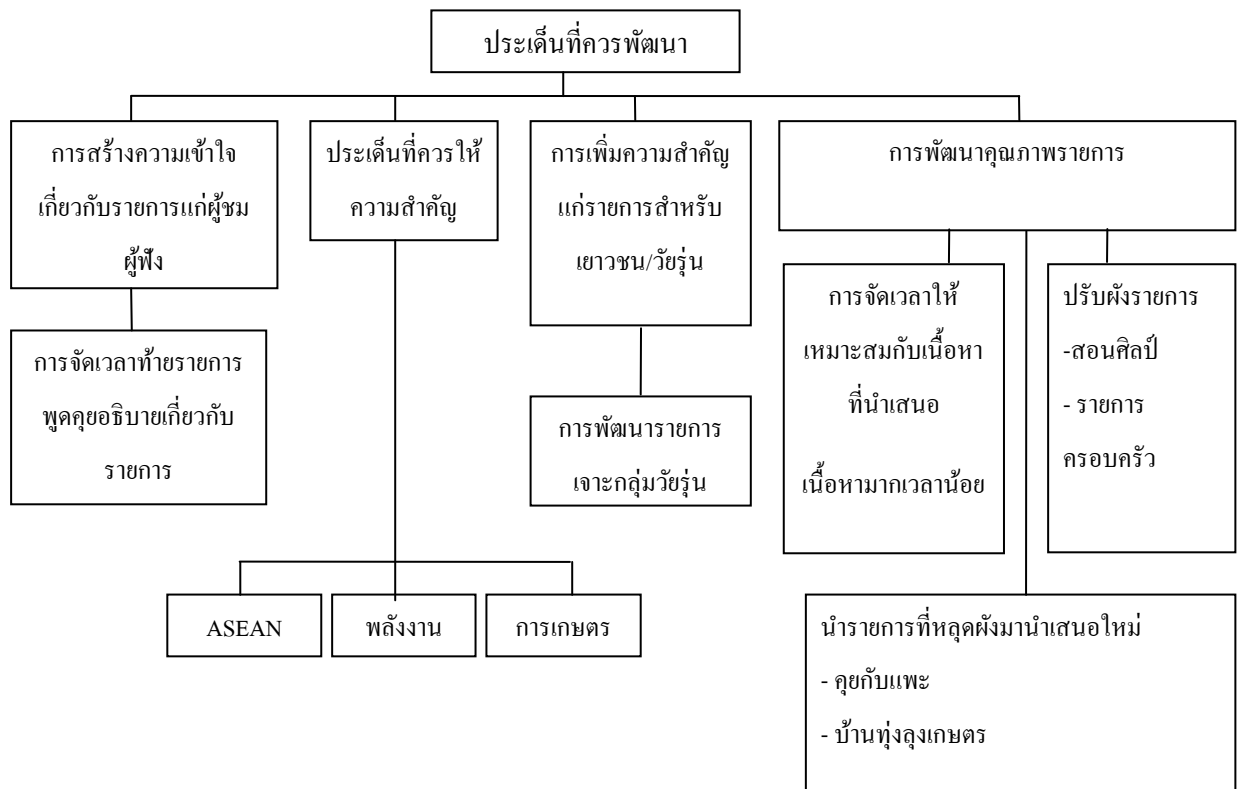 ประเด็นที่ควรพัฒนา
การสร้างความเข้าใจ
เกี่ยวกับรายการแก่ผู้ชม
ผู้ฟัง
ประเด็นที่ควรให้
ความสำคัญ
การเพิ่มความสำคัญ
แก่รายการสำหรับ
เยาวชน/วัยรุ่น
การพัฒนาคุณภาพรายการ
การจัดเวลาท้ายรายการ
พูดคุยอธิบายเกี่ยวกับ
รายการ
การพัฒนารายการ
เจาะกลุ่มวัยรุ่น
การจัดเวลาให้
เหมาะสมกับเนื้อหา
ที่นำเสนอ
เนื้อหามากเวลาน้อย
ปรับผังรายการ
-สอนศิลป์
- รายการ
ครอบครัว
ASEAN
พลังงาน
การเกษตร
นำรายการที่หลุดผังมานำเสนอใหม่
- คุยกับแพะ
- บ้านทุ่งลุงเกษตร